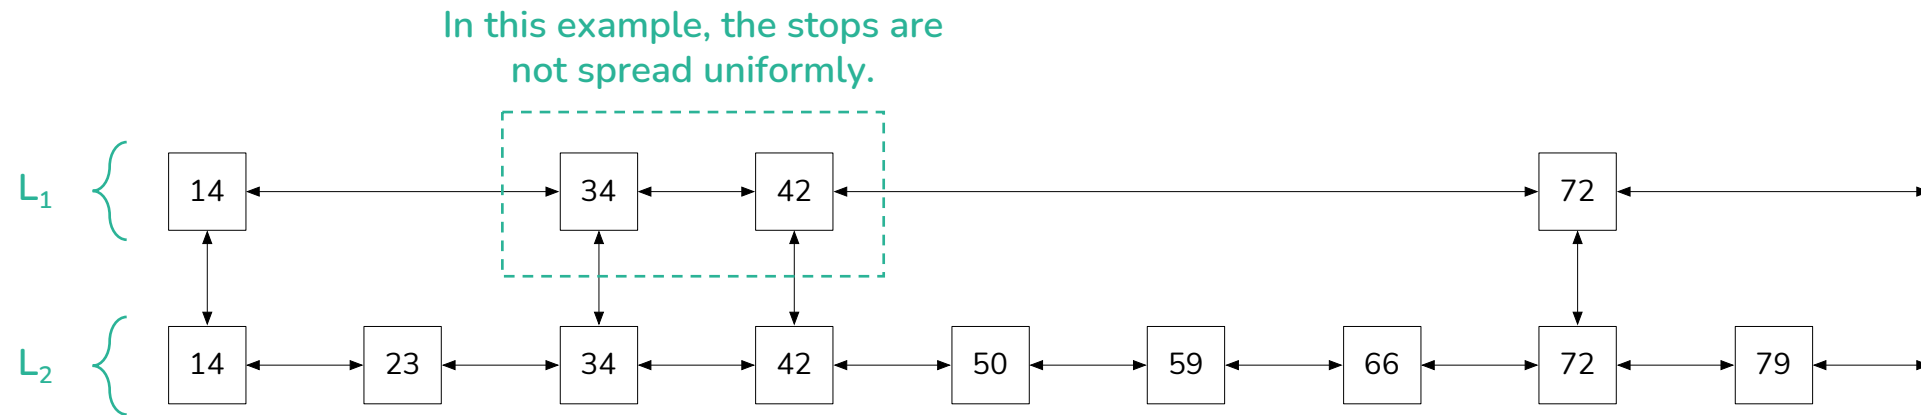 In this example, the stops are
not spread uniformly.
L₁ 14 34 42 72
L₂ 14 23 34 42 50 59 66 72 79